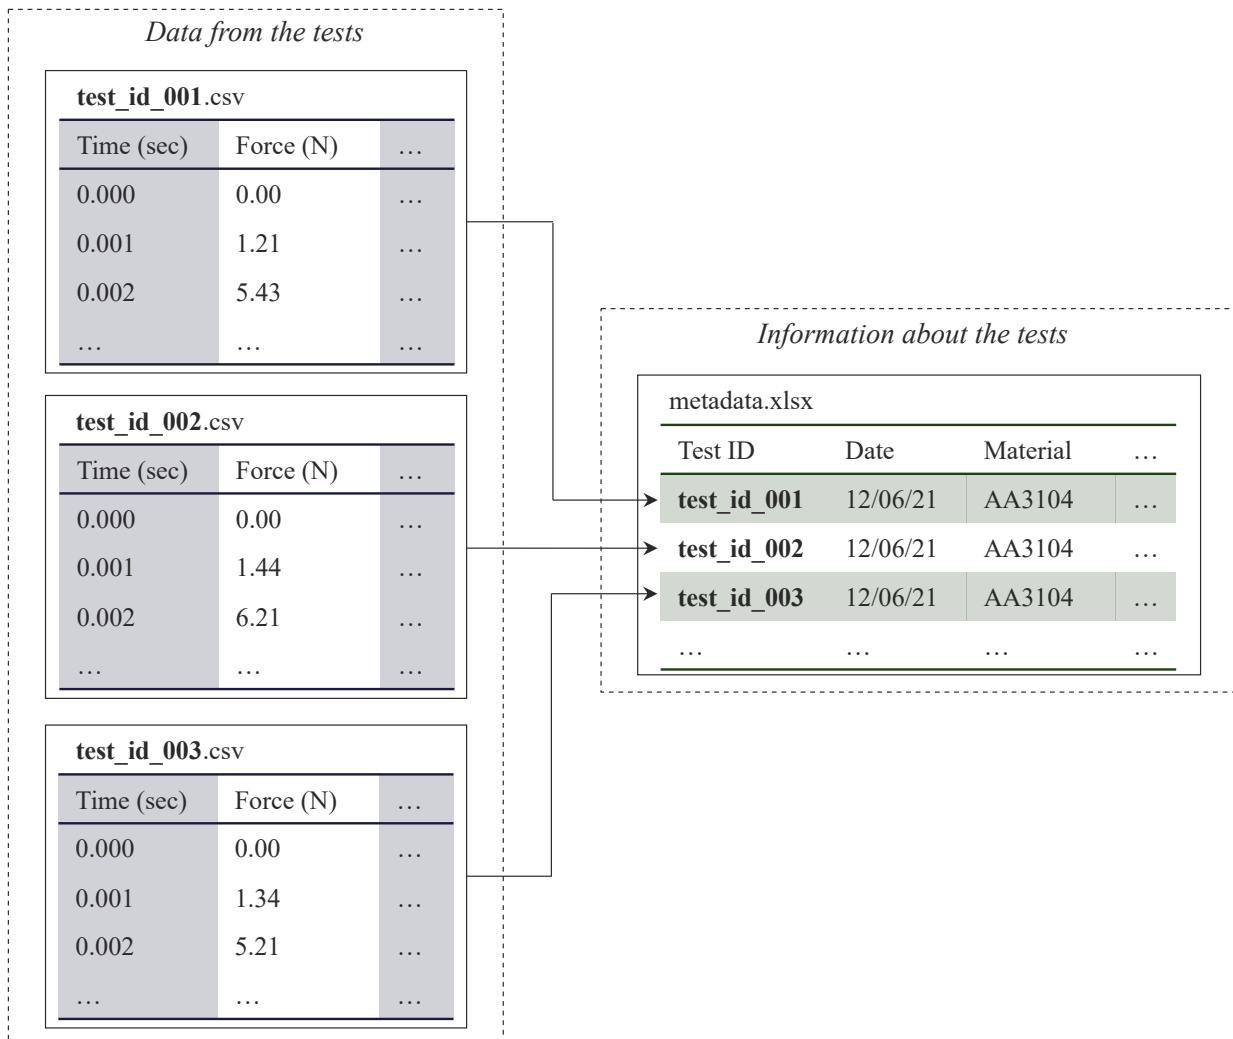 Data from the tests
test_id_001.csv
Time (sec) Force (N) …
0.000 0.00 …
0.001 1.21 …
0.002 5.43 …
… … …
test_id_002.csv
Time (sec) Force (N) …
0.000 0.00 …
0.001 1.44 …
0.002 6.21 …
… … …
test_id_003.csv
Time (sec) Force (N) …
0.000 0.00 …
0.001 1.34 …
0.002 5.21 …
… … …
Information about the tests
metadata.xlsx
Test ID Date Material …
test_id_001 12/06/21 AA3104 …
test_id_002 12/06/21 AA3104 …
test_id_003 12/06/21 AA3104 …
… … … …